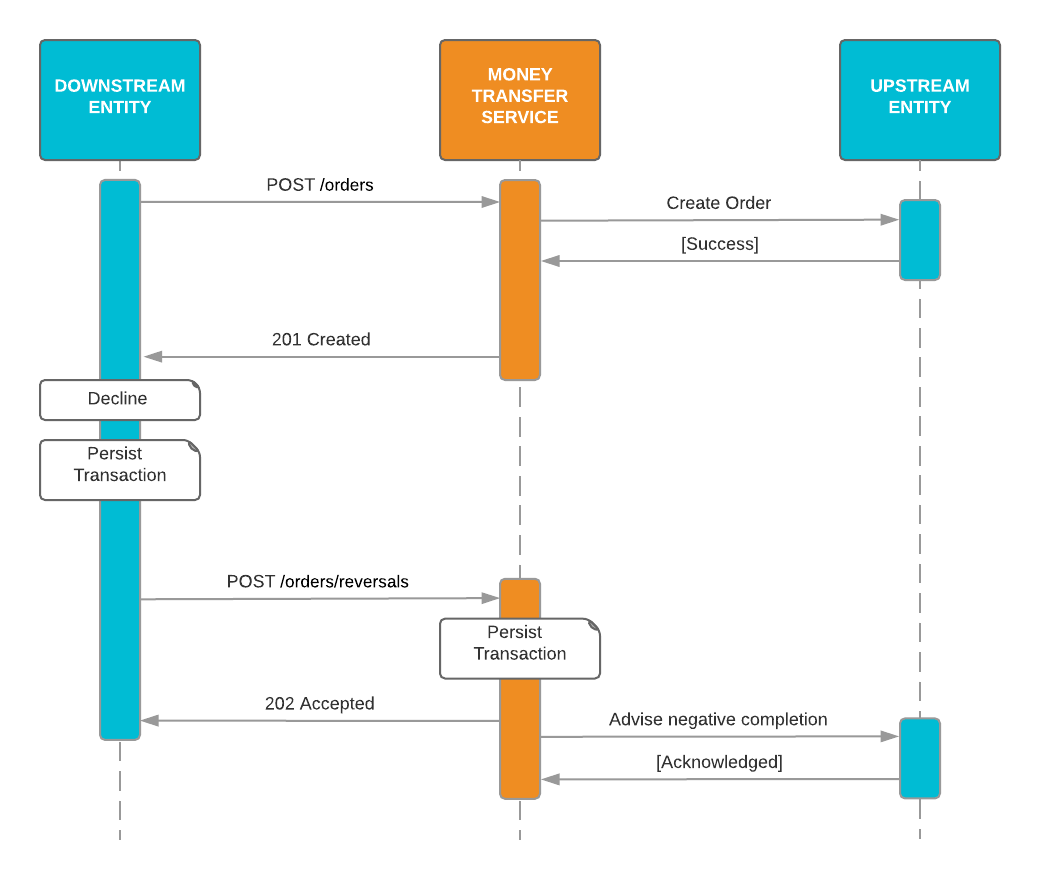 DOWNSTREAM
ENTITY
MONEY
TRANSFER
SERVICE
UPSTREAM
ENTITY
POST /orders
Create Order
[Success]
201 Created
Decline
Persist
Transaction
POST /orders/reversals
Persist
Transaction
202 Accepted
Advise negative completion
[Acknowledged]